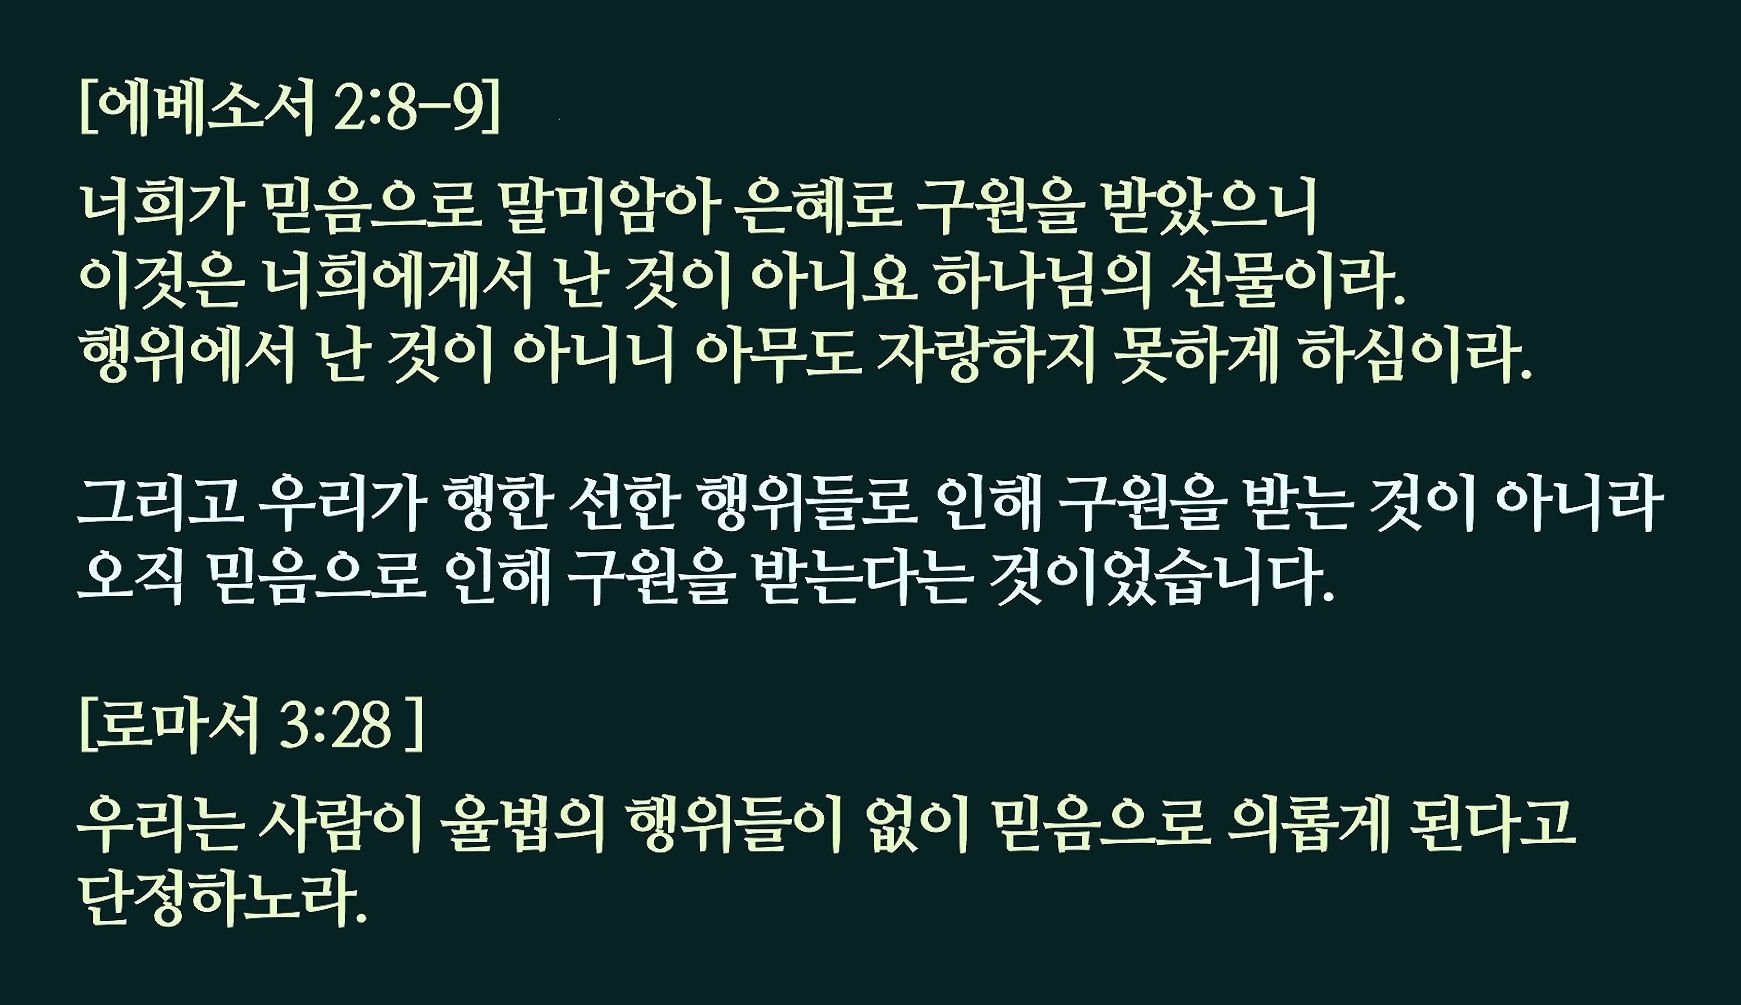 [에베소서 2:8-9]
너희가 믿음으로 말미암아 은혜로 구원을 받았으니
이것은 너희에게서 난 것이 아니요 하나님의 선물이라.
행위에서 난 것이 아니니 아무도 자랑하지 못하게 하심이라.
그리고 우리가 행한 선한 행위들로 인해 구원을 받는 것이 아니라
오직 믿음으로 인해 구원을 받는다는 것이었습니다.
[로마서 3:28 ]
우리는 사람이 율법의 행위들이 없이 믿음으로 의롭게 된다고
단정하노라.